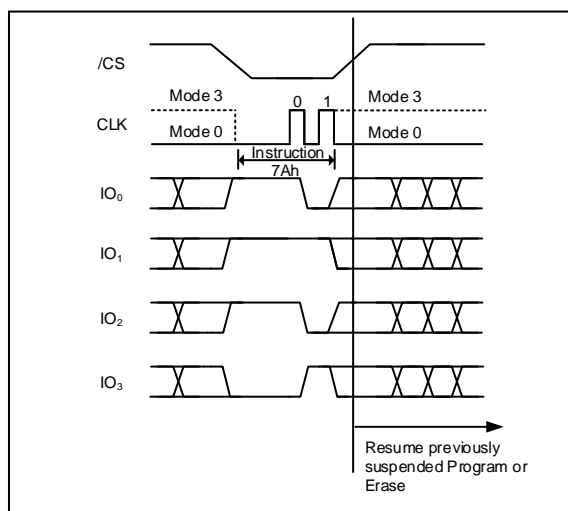 /CS
Mode 3
0
1
Mode 3
CLK
Mode 0
Mode 0
Instruction
7Ah
IO₀
IO₁
IO₂
IO₃
Resume previously
suspended Program or
Erase